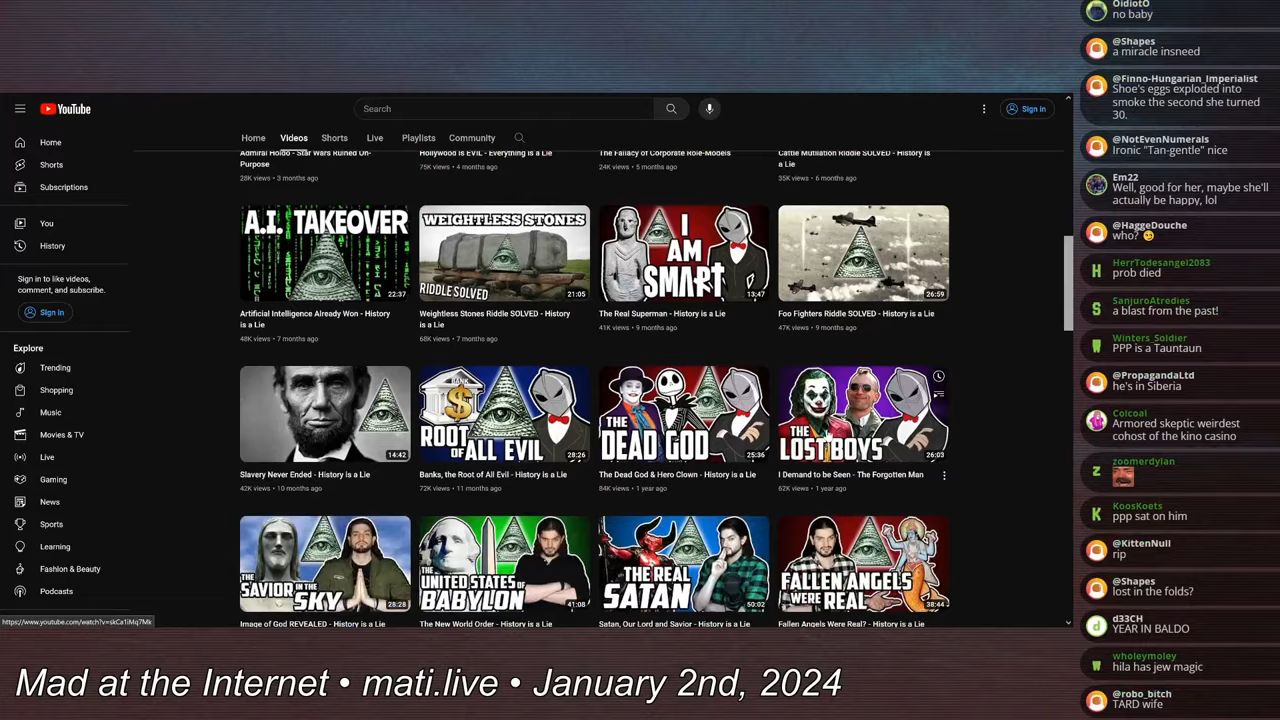 YouTube
Search
Sign in
Home
Videos
Shorts
Live
Playlists
Community
Home
Shorts
Subscriptions
You
History
Sign in to like videos,
comment, and subscribe.
Sign in
Explore
Trending
Shopping
Music
Movies & TV
Live
Gaming
News
Sports
Learning
Fashion & Beauty
Podcasts
https://www.youtube.com/watch?v=skCa1iMq7Mk
Admiral Holdo - Star Wars Ruined On-
Purpose
28K views • 3 months ago
Hollywood is EVIL - Everything is a Lie
75K views • 4 months ago
The Fallacy of Corporate Role-Models
24K views • 5 months ago
Cattle Mutilation Riddle SOLVED - History is
a Lie
35K views • 6 months ago
A.I. TAKEOVER
22:37
Artificial Intelligence Already Won - History
is a Lie
48K views • 7 months ago
WEIGHTLESS STONES
RIDDLE SOLVED
21:05
Weightless Stones Riddle SOLVED - History
is a Lie
68K views • 7 months ago
I
AM
SMART
13:47
The Real Superman - History is a Lie
41K views • 9 months ago
26:59
Foo Fighters Riddle SOLVED - History is a Lie
47K views • 9 months ago
14:42
Slavery Never Ended - History is a Lie
42K views • 10 months ago
BANK
ROOT
OF ALL EVIL
28:26
Banks, the Root of All Evil - History is a Lie
72K views • 11 months ago
THE
DEAD GOD
25:36
The Dead God & Hero Clown - History is a Lie
84K views • 1 year ago
THE
LOST BOYS
26:03
I Demand to be Seen - The Forgotten Man
62K views • 1 year ago
THE
SAVIOR IN THE
SKY
28:28
Image of God REVEALED - History is a Lie
THE
UNITED STATES OF
BABYLON
41:08
The New World Order - History is a Lie
THE REAL
SATAN
50:02
Satan, Our Lord and Savior - History is a Lie
FALLEN ANGELS
WERE REAL
38:44
Fallen Angels Were Real? - History is a Lie
OidiotO
no baby
@Shapes
a miracle insneed
@Finno-Hungarian_Imperialist
Shoe's eggs exploded into
smoke the second she turned
30.
@NotEvenNumerals
Ironic "Tan-gentle" nice
Em22
Well, good for her, maybe she'll
actually be happy, lol
@HaggeDouche
who? 
HerrTodesangel2083
prob died
SanjuroAtredies
a blast from the past!
Winters_Soldier
PPP is a Tauntaun
@PropagandaLtd
he's in Siberia
Colcoal
Armored skeptic weirdest
cohost of the kino casino
zoomerdylan
KoosKoets
ppp sat on him
@KittenNull
rip
@Shapes
lost in the folds?
d33CH
YEAR IN BALDO
wholeymoley
hila has jew magic
@robo_bitch
TARD wife
Mad at the Internet • mati.live • January 2nd, 2024